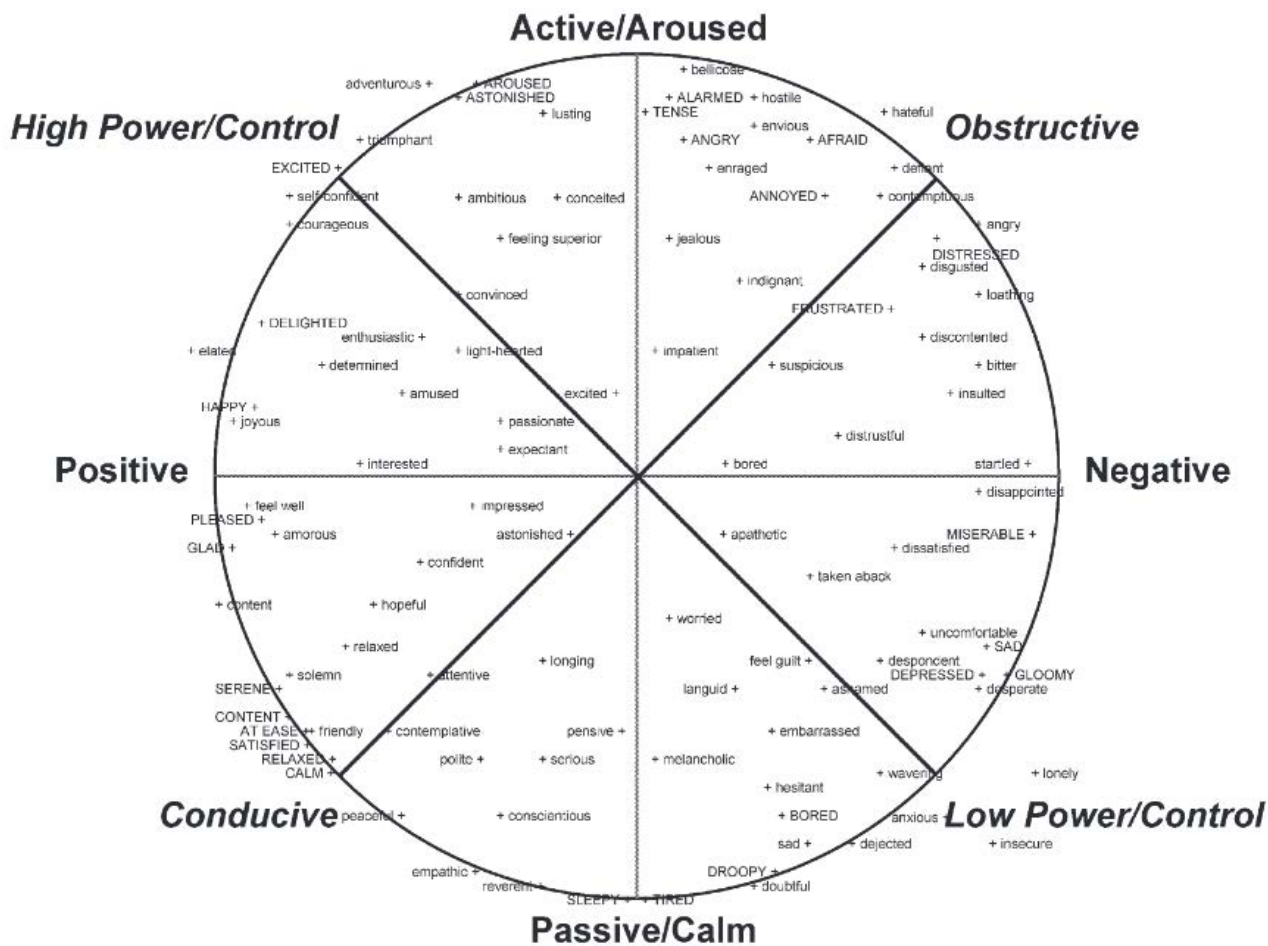 Active/Aroused
+ bellicose
adventurous +
+ AROUSED
+ ASTONISHED
+ ALARMED
+ hostile
+ lusting
+ TENSE
+ hateful
High Power/Control
+ envious
Obstructive
+ triumphant
+ ANGRY
+ AFRAID
EXCITED +
+ enraged
+ defiant
+ self-confident
+ ambitious
+ conceited
ANNOYED +
+ contemptuous
+ courageous
+ angry
+ feeling superior
+ jealous
+
DISTRESSED
+ disgusted
+ indignant
+ convinced
+ loathing
FRUSTRATED +
+ DELIGHTED
enthusiastic +
+ discontented
+ elated
+ light-hearted
+ impatient
+ determined
+ suspicious
+ bitter
+ amused
excited +
+ insulted
HAPPY +
+ joyous
+ passionate
+ distrustful
+ expectant
Positive
+ interested
+ bored
startled +
Negative
+ disappointed
+ feel well
+ impressed
PLEASED +
+ amorous
astonished +
+ apathetic
MISERABLE +
GLAD +
+ dissatisfied
+ confident
+ taken aback
+ content
+ hopeful
+ worried
+ uncomfortable
+ relaxed
+ SAD
+ longing
feel guilt +
+ despondent
+ solemn
+ attentive
DEPRESSED +
+ GLOOMY
SERENE +
languid +
+ ashamed
+ desperate
CONTENT +
AT EASE +
+ friendly
+ contemplative
pensive +
+ embarrassed
SATISFIED +
RELAXED +
polite +
+ serious
+ melancholic
CALM +
+ wavering
+ lonely
+ hesitant
Conducive
peaceful +
+ conscientious
+ BORED
anxious +
Low Power/Control
sad +
+ dejected
+ insecure
empathic +
DROOPY +
reverent +
+ doubtful
SLEEPY +
+ TIRED
Passive/Calm